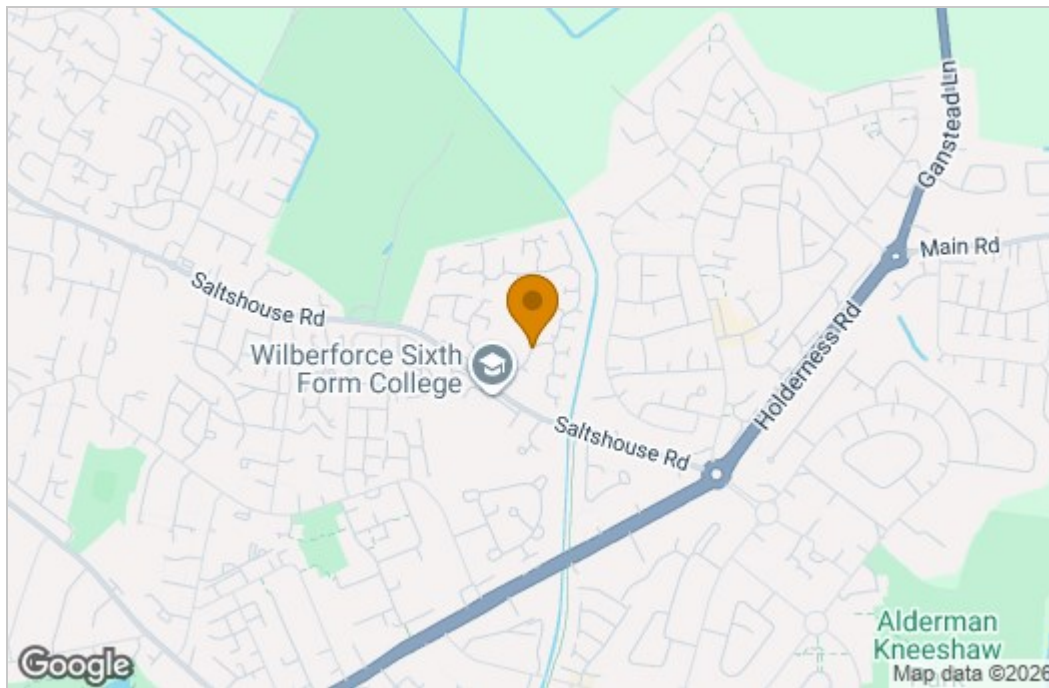 Ganstead Ln
Main Rd
Saltshouse Rd
Holderness Rd
Wilberforce Sixth
Form College
Saltshouse Rd
Alderman
Kneeshaw
Park
Google
Map data ©2026